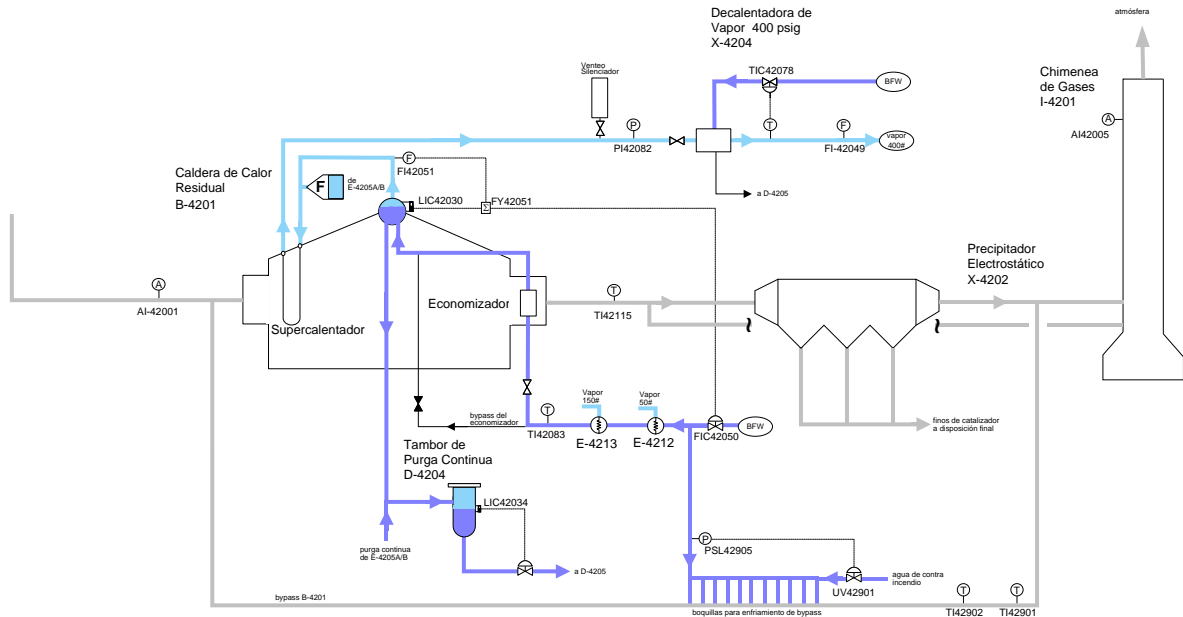 Decalentadora de
Vapor 400 psig
X-4204
atmósfera
Venteo
Silenciador
TIC42078
BFW
Chimenea
de Gases
I-4201
A
AI42005
P
PI42082
T
F
FI-42049
vapor
400#
F
FI42051
Caldera de Calor
Residual
B-4201
F
de
E-4205A/B
LIC42030
Σ
FY42051
a D-4205
Precipitador
Electrostático
X-4202
A
AI-42001
Supercalentador
Economizador
T
TI42115
bypass del
economizador
T
TI42083
Vapor
150#
E-4213
Vapor
50#
E-4212
FIC42050
BFW
finos de catalizador
a disposición final
Tambor de
Purga Continua
D-4204
LIC42034
purga continua
de E-4205A/B
a D-4205
P
PSL42905
agua de contra
incendio
UV42901
bypass B-4201
boquillas para enfriamiento de bypass
T
TI42902
T
TI42901